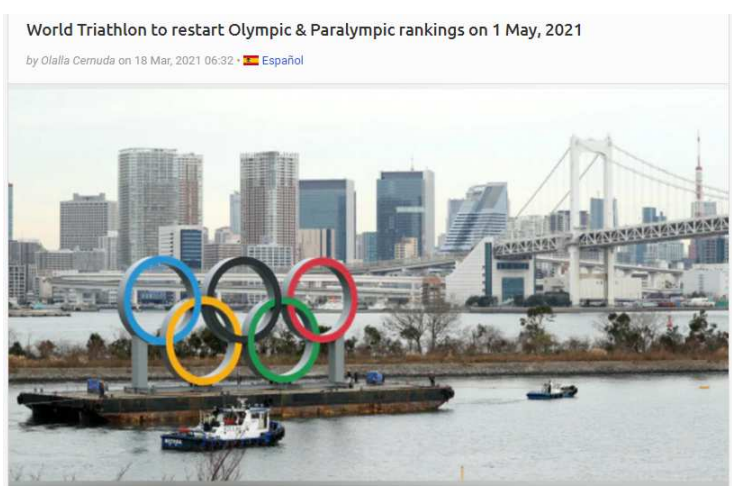 World Triathlon to restart Olympic & Paralympic rankings on 1 May, 2021
by Olalla Cernuda on 18 Mar, 2021 06:32 • Español